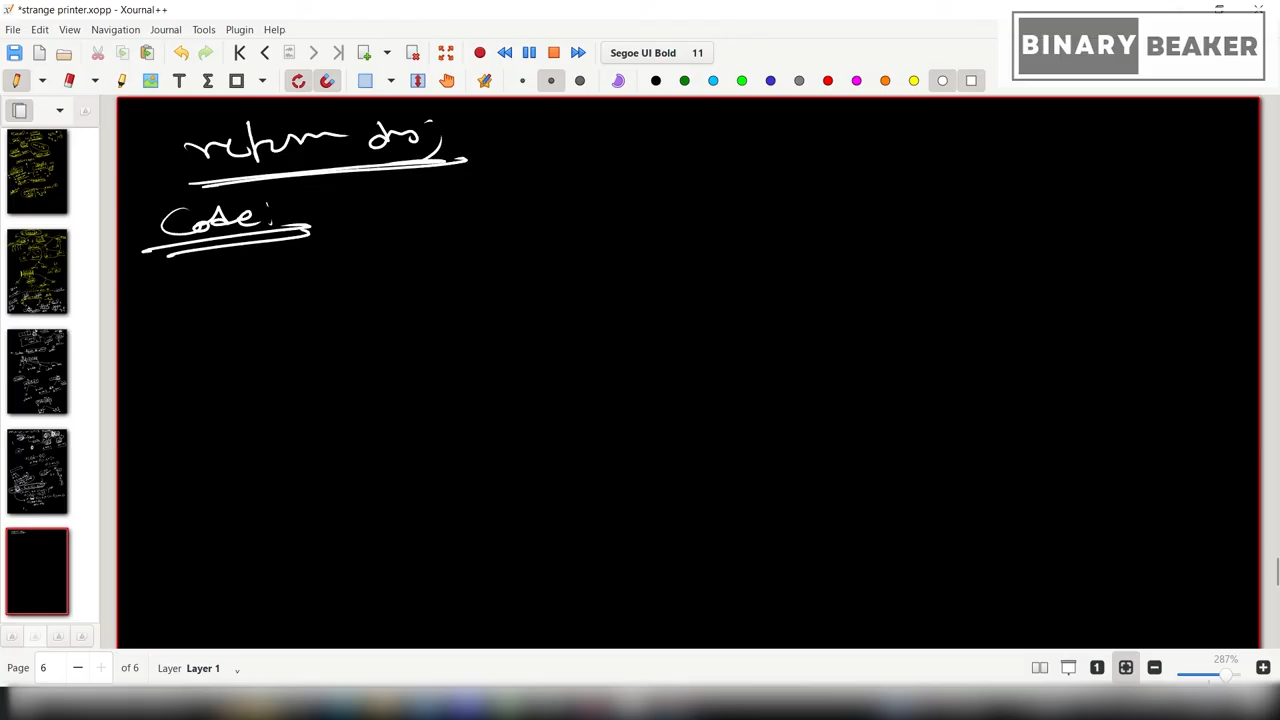 *strange printer.xopp - Xournal++
BINARY BEAKER
File Edit View Navigation Journal Tools Plugin Help
Segoe UI Bold 11
return
Code:
Page 6 of 6 Layer Layer 1
287%